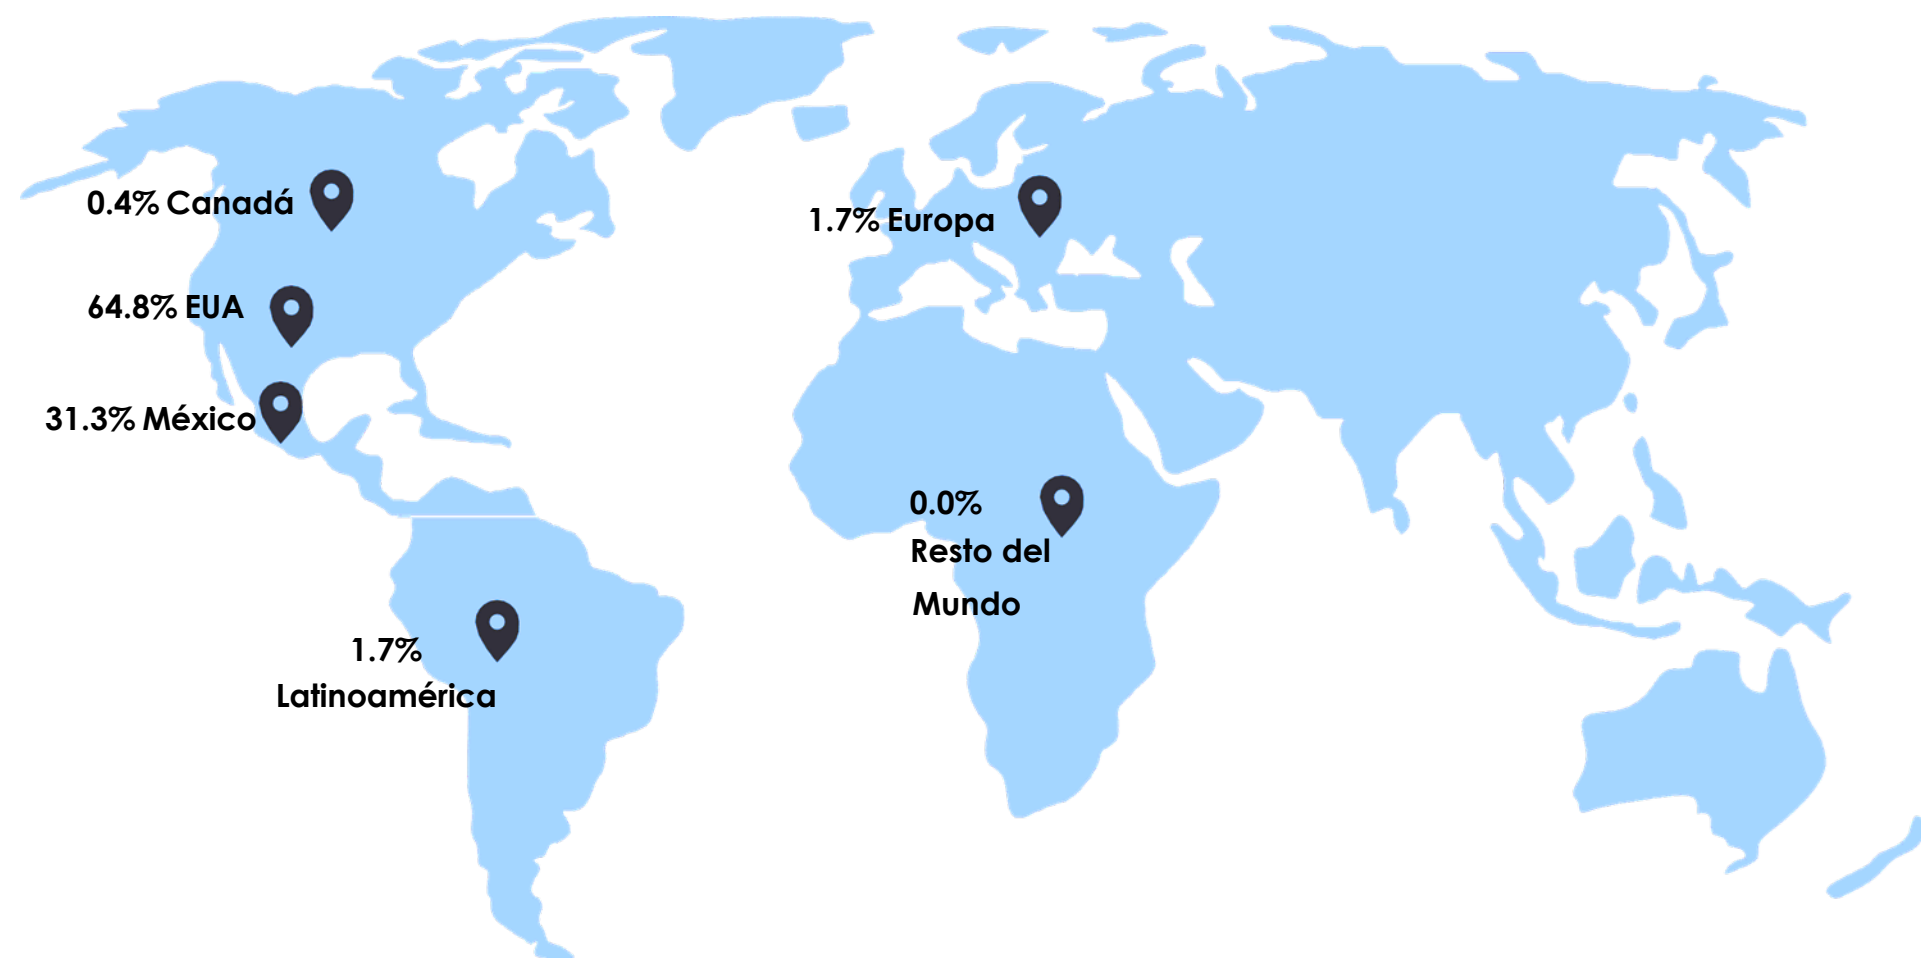 0.4% Canadá
1.7% Europa
64.8% EUA
31.3% México
0.0%
Resto del
Mundo
1.7%
Latinoamérica